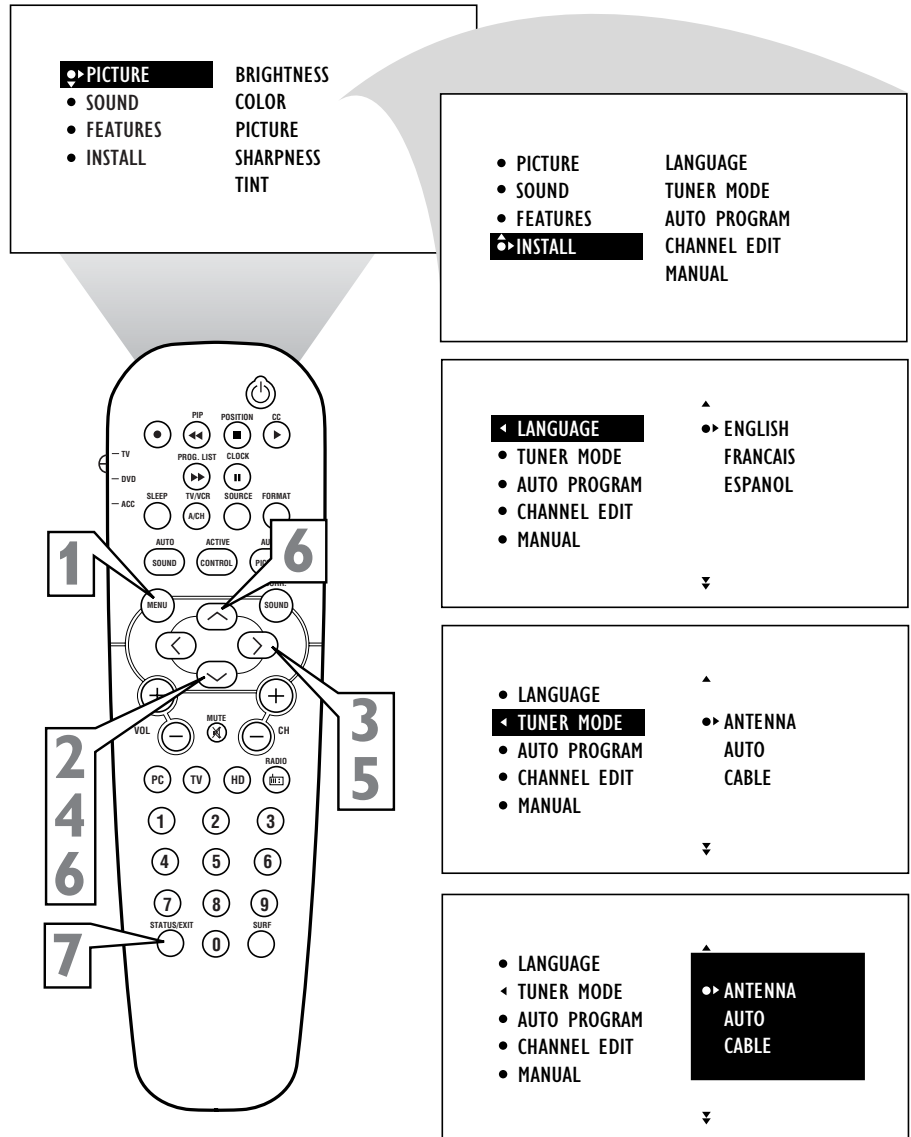 PICTURE
SOUND
FEATURES
INSTALL
BRIGHTNESS
COLOR
PICTURE
SHARPNESS
TINT
PICTURE
SOUND
FEATURES
INSTALL
LANGUAGE
TUNER MODE
AUTO PROGRAM
CHANNEL EDIT
MANUAL
LANGUAGE
TUNER MODE
AUTO PROGRAM
CHANNEL EDIT
MANUAL
ENGLISH
FRANCAIS
ESPANOL
LANGUAGE
TUNER MODE
AUTO PROGRAM
CHANNEL EDIT
MANUAL
ANTENNA
AUTO
CABLE
LANGUAGE
TUNER MODE
AUTO PROGRAM
CHANNEL EDIT
MANUAL
ANTENNA
AUTO
CABLE
PIP POSITION CC
TV
DVD
ACC
PROG. LIST CLOCK
SLEEP TV/VCR SOURCE FORMAT
A/CH
AUTO ACTIVE
SOUND CONTROL
MENU SOUND
1
6
2
4
6
3
5
7
VOL MUTE CH
PC TV HD RADIO
1 2 3
4 5 6
7 8 9
STATUS/EXIT 0 SURF